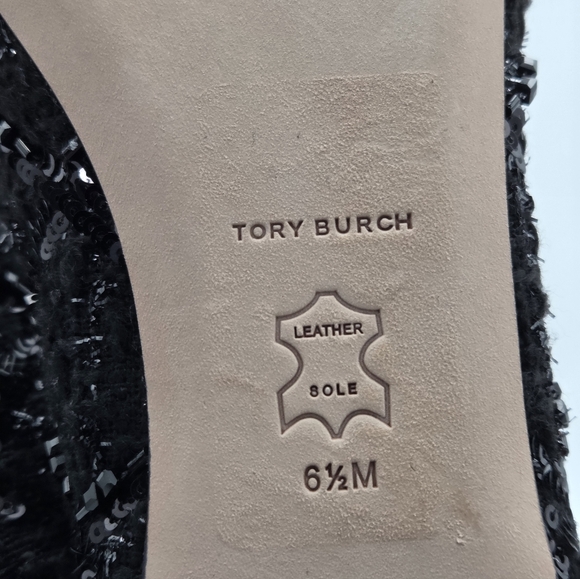 TORY BURCH
LEATHER
SOLE
6½M